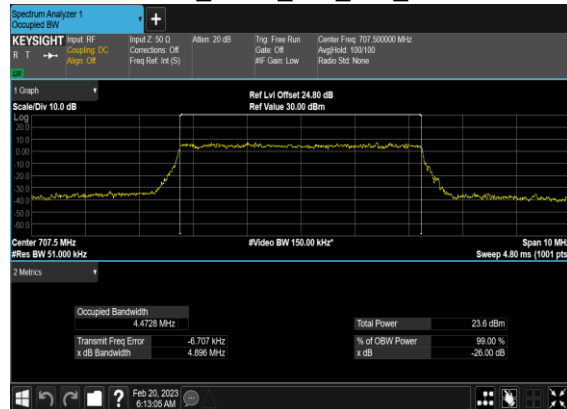 Spectrum Analyzer 1
Occupied BW
+
KEYSIGHT
R T
LV
Input: RF
Coupling: DC
Align: Off
Input Z: 50 Ω
Corrections: Off
Freq Ref: Int (S)
Atten: 20 dB
Trig: Free Run
Gate: Off
#IF Gain: Low
Center Freq: 707.500000 MHz
Avg|Hold: 100/100
Radio Std: None
1 Graph
Scale/Div 10.0 dB
Ref Lvl Offset 24.80 dB
Ref Value 30.00 dBm
Log
20.0
10.0
0.00
-10.0
-20.0
-30.0
-40.0
-50.0
-60.0
Center 707.5 MHz
#Res BW 51.000 kHz
#Video BW 150.00 kHz*
Span 10 MHz
Sweep 4.80 ms (1001 pts
2 Metrics
Occupied Bandwidth
4.4728 MHz
Total Power 23.6 dBm
Transmit Freq Error -6.707 kHz
% of OBW Power 99.00 %
x dB Bandwidth 4.896 MHz
x dB -26.00 dB
?
Feb 20, 2023
6:13:05 AM